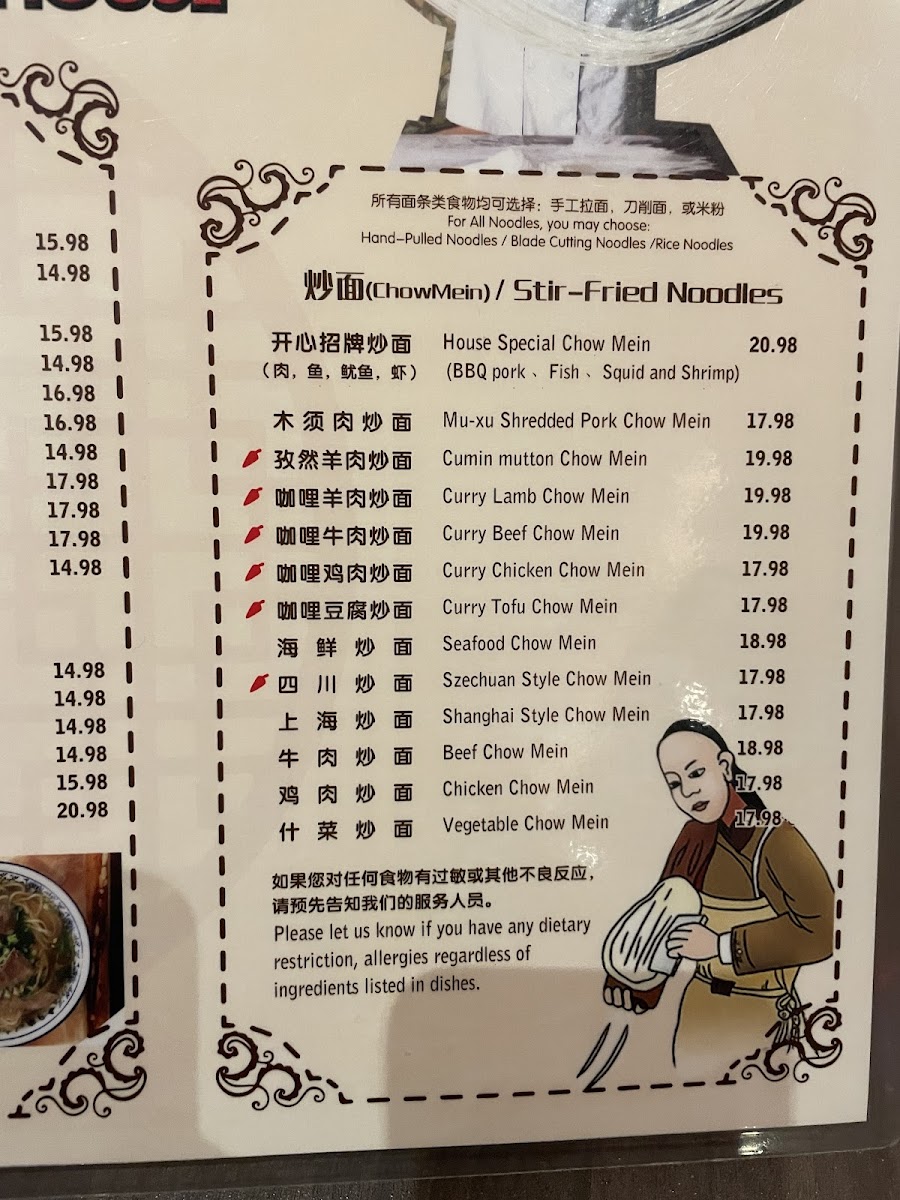 15.98
14.98
15.98
14.98
16.98
16.98
14.98
17.98
17.98
17.98
14.98
14.98
14.98
14.98
14.98
15.98
20.98
所有面条类食物均可选择：手工拉面，刀削面，或米粉
For All Noodles, you may choose:
Hand-Pulled Noodles / Blade Cutting Noodles /Rice Noodles
炒面(ChowMein) / Stir-Fried Noodles
开心招牌炒面 House Special Chow Mein 20.98
（肉，鱼，鱿鱼，虾） (BBQ pork 、 Fish 、 Squid and Shrimp)
木须肉炒面 Mu-xu Shredded Pork Chow Mein 17.98
孜然羊肉炒面 Cumin mutton Chow Mein 19.98
咖哩羊肉炒面 Curry Lamb Chow Mein 19.98
咖哩牛肉炒面 Curry Beef Chow Mein 19.98
咖哩鸡肉炒面 Curry Chicken Chow Mein 17.98
咖哩豆腐炒面 Curry Tofu Chow Mein 17.98
海鲜炒面 Seafood Chow Mein 18.98
四川炒面 Szechuan Style Chow Mein 17.98
上海炒面 Shanghai Style Chow Mein 17.98
牛肉炒面 Beef Chow Mein 18.98
鸡肉炒面 Chicken Chow Mein 17.98
什菜炒面 Vegetable Chow Mein 17.98
如果您对任何食物有过敏或其他不良反应，
请预先告知我们的服务人员。
Please let us know if you have any dietary
restriction, allergies regardless of
ingredients listed in dishes.